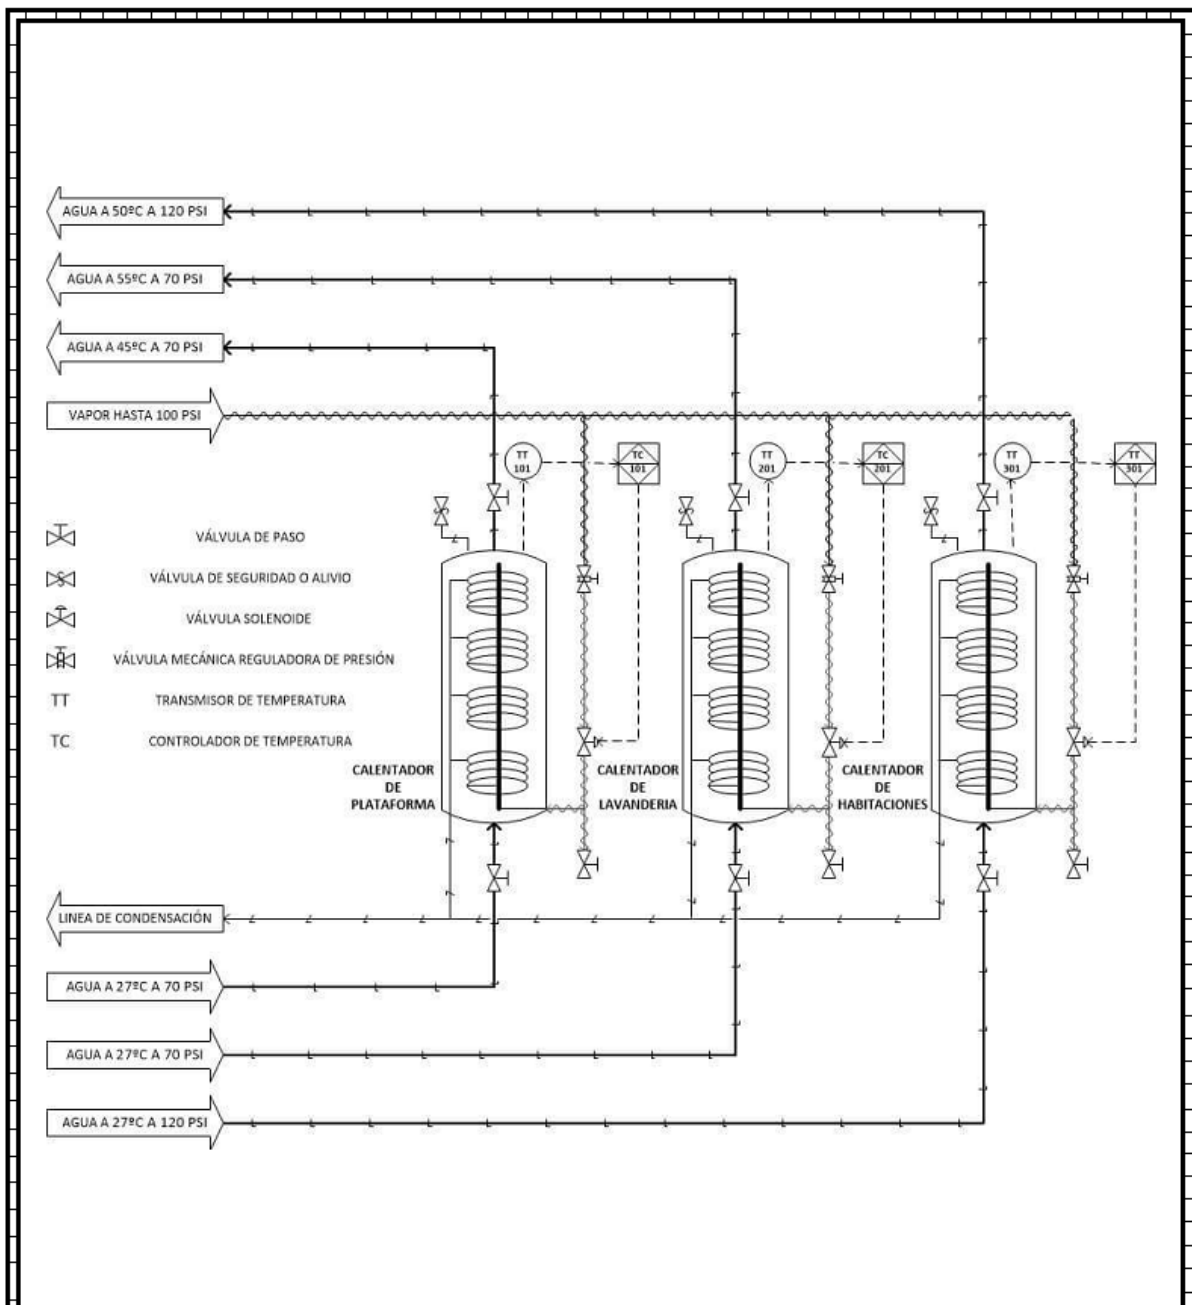 AGUA A 50ºC A 120 PSI
AGUA A 55ºC A 70 PSI
AGUA A 45ºC A 70 PSI
VAPOR HASTA 100 PSI
TT
101
TC
101
TT
201
TC
201
TT
301
TT
301
S
S
S
VÁLVULA DE PASO
S
VÁLVULA DE SEGURIDAD O ALIVIO
VÁLVULA SOLENOIDE
R
VÁLVULA MECÁNICA REGULADORA DE PRESIÓN
TT
TRANSMISOR DE TEMPERATURA
TC
CONTROLADOR DE TEMPERATURA
CALENTADOR
DE
PLATAFORMA
CALENTADOR
DE
LAVANDERIA
CALENTADOR
DE
HABITACIONES
LINEA DE CONDENSACIÓN
AGUA A 27ºC A 70 PSI
AGUA A 27ºC A 70 PSI
AGUA A 27ºC A 120 PSI